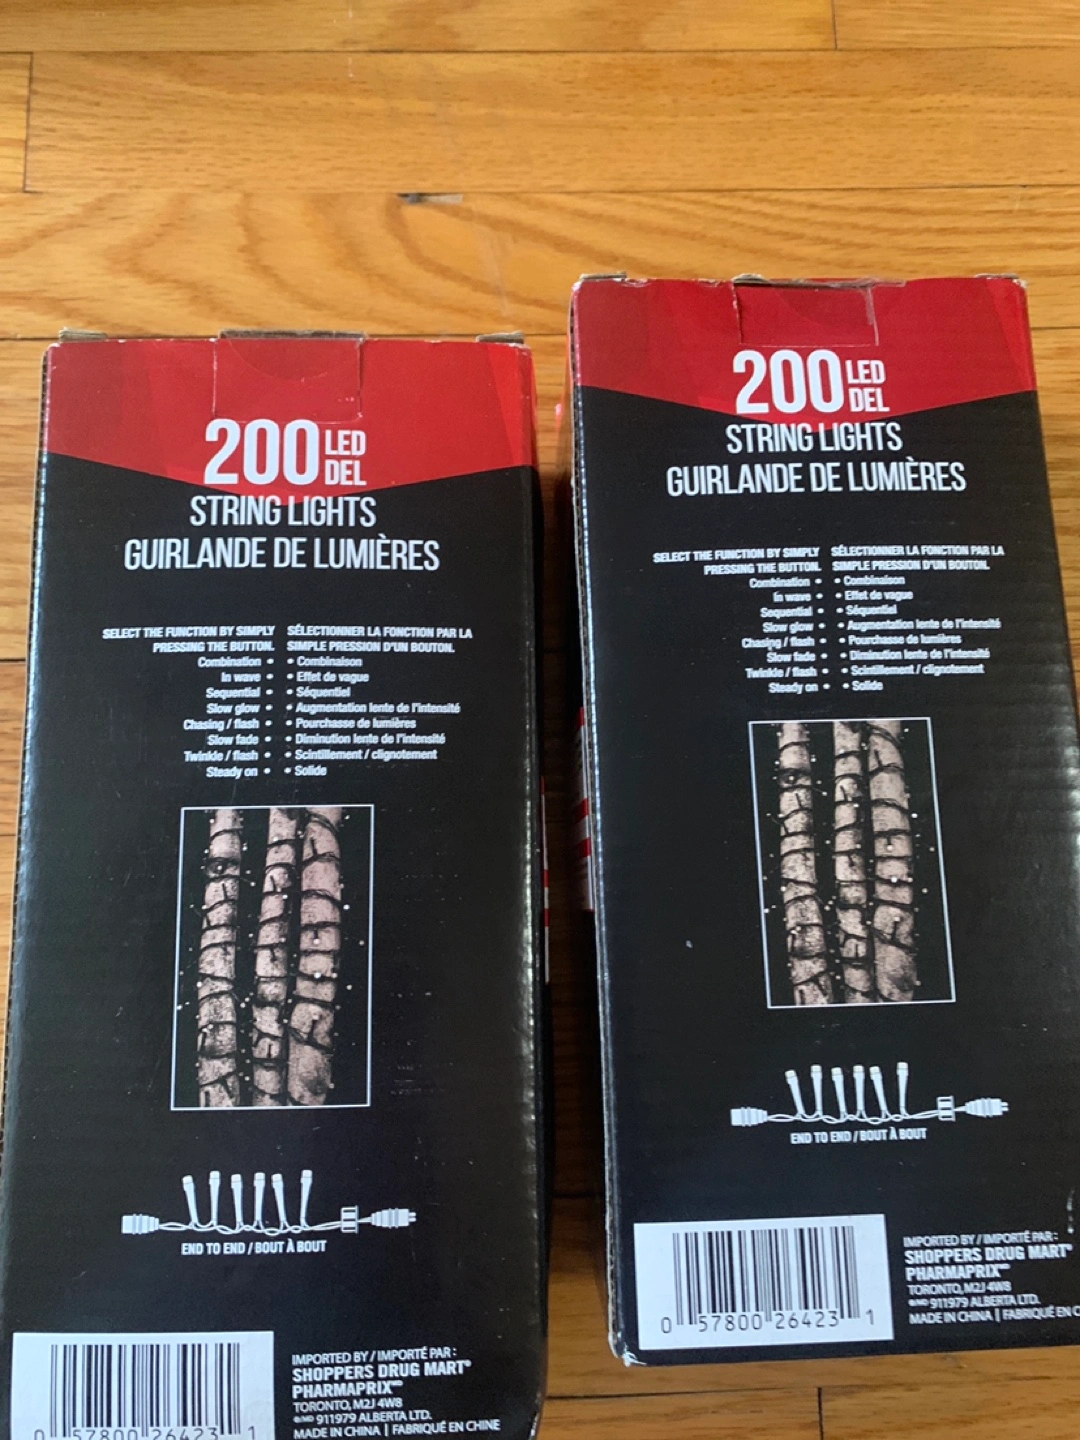 200 LED
DEL
STRING LIGHTS
GUIRLANDE DE LUMIÈRES
SELECT THE FUNCTION BY SIMPLY
PRESSING THE BUTTON.
Combination •
In wave •
Sequential •
Slow glow •
Chasing / flash •
Slow fade •
Twinkle / flash •
Steady on •
SÉLECTIONNER LA FONCTION PAR LA
SIMPLE PRESSION D'UN BOUTON.
• Combinaison
• Effet de vague
• Séquentiel
• Augmentation lente de l'intensité
• Pourchasse de lumières
• Diminution lente de l'intensité
• Scintillement / clignotement
• Solide
END TO END / BOUT À BOUT
0 57800 26423 1
IMPORTED BY / IMPORTÉ PAR :
SHOPPERS DRUG MART®
PHARMAPRIX MD
TORONTO, M2J 4W8
®/MD 911979 ALBERTA LTD.
MADE IN CHINA | FABRIQUÉ EN CHINE
200 LED
DEL
STRING LIGHTS
GUIRLANDE DE LUMIÈRES
SELECT THE FUNCTION BY SIMPLY
PRESSING THE BUTTON.
Combination •
In wave •
Sequential •
Slow glow •
Chasing / flash •
Slow fade •
Twinkle / flash •
Steady on •
SÉLECTIONNER LA FONCTION PAR LA
SIMPLE PRESSION D'UN BOUTON.
• Combinaison
• Effet de vague
• Séquentiel
• Augmentation lente de l'intensité
• Pourchasse de lumières
• Diminution lente de l'intensité
• Scintillement / clignotement
• Solide
END TO END / BOUT À BOUT
0 57800 26423 1
IMPORTED BY / IMPORTÉ PAR :
SHOPPERS DRUG MART®
PHARMAPRIX MD
TORONTO, M2J 4W8
®/MD 911979 ALBERTA LTD.
MADE IN CHINA | FABRIQUÉ EN C